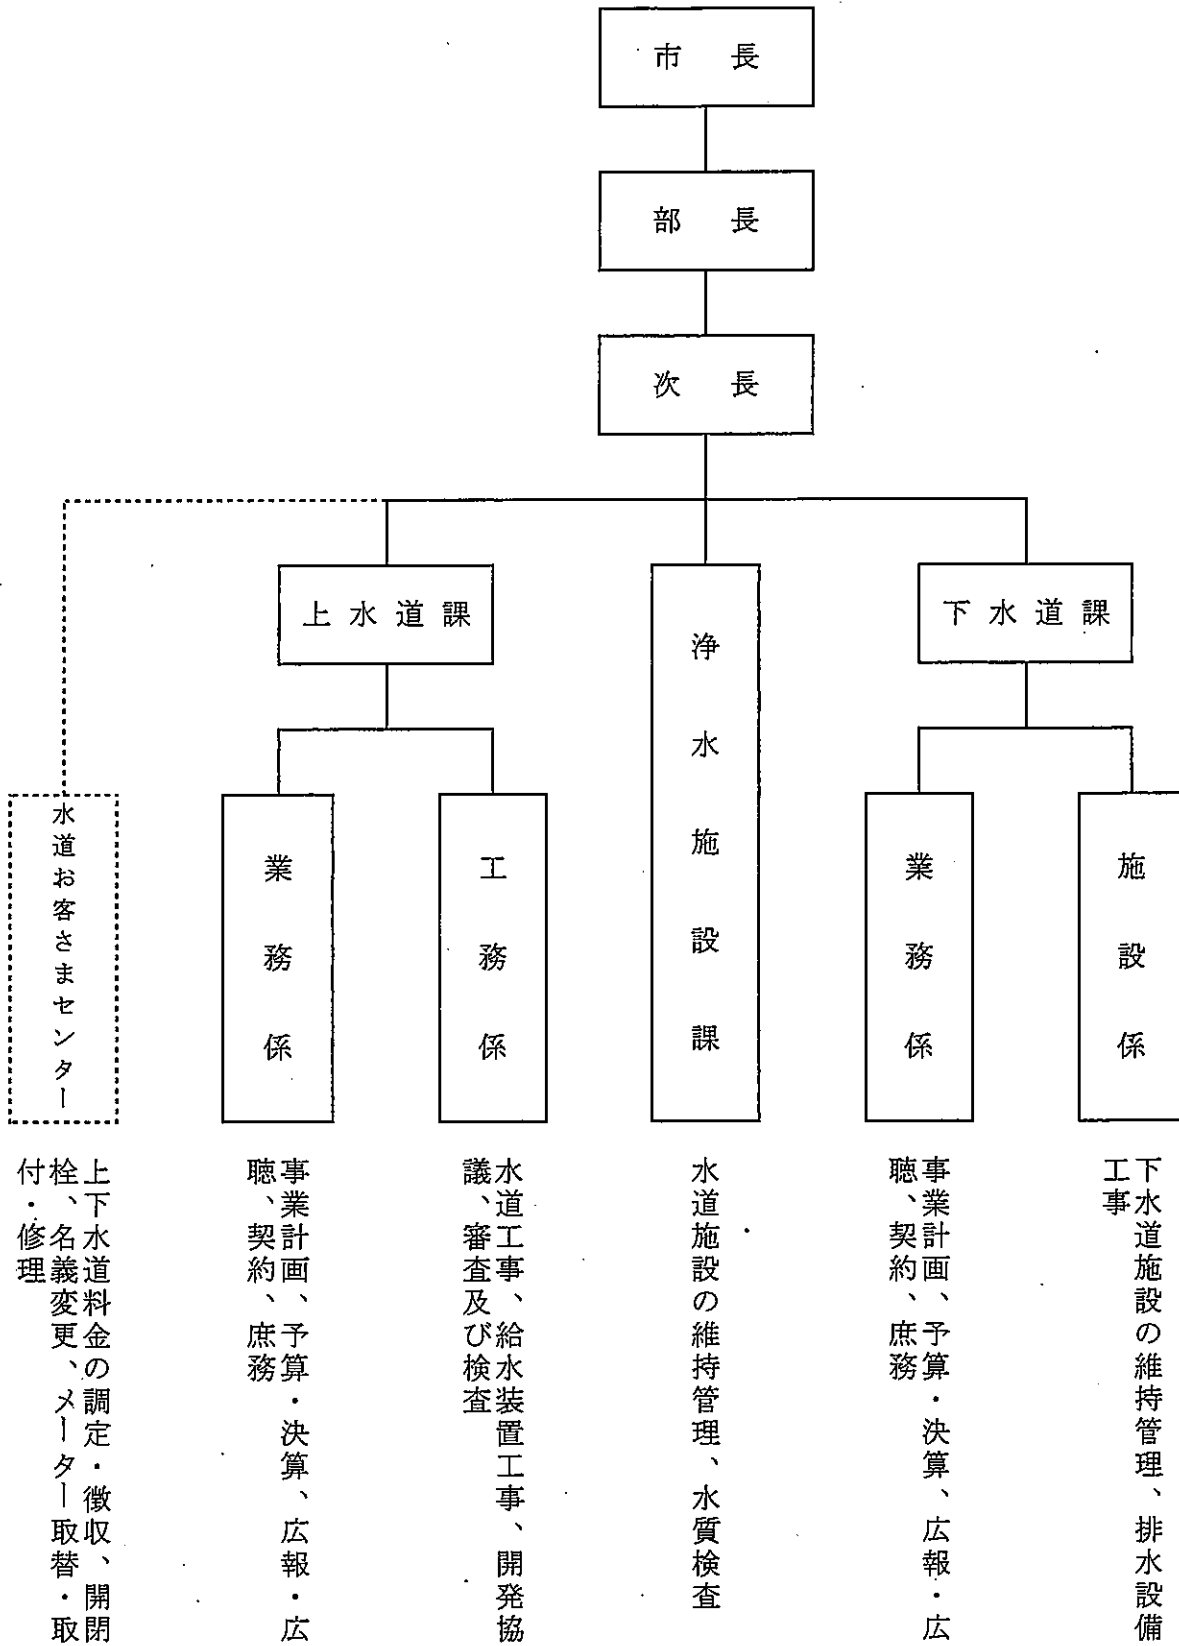 市長
部長
次長
上水道課
浄水施設課
下水道課
水道お客さまセンター
業務係
工務係
業務係
施設係
上下水道料金の調定・徴収、開閉
栓、名義変更、メーター取替・取
付・修理
事業計画、予算・決算、広報・広
聴、契約、庶務
水道工事、給水装置工事、開発協
議、審査及び検査
水道施設の維持管理、水質検査
事業計画、予算・決算、広報・広
聴、契約、庶務
下水道施設の維持管理、排水設備
工事